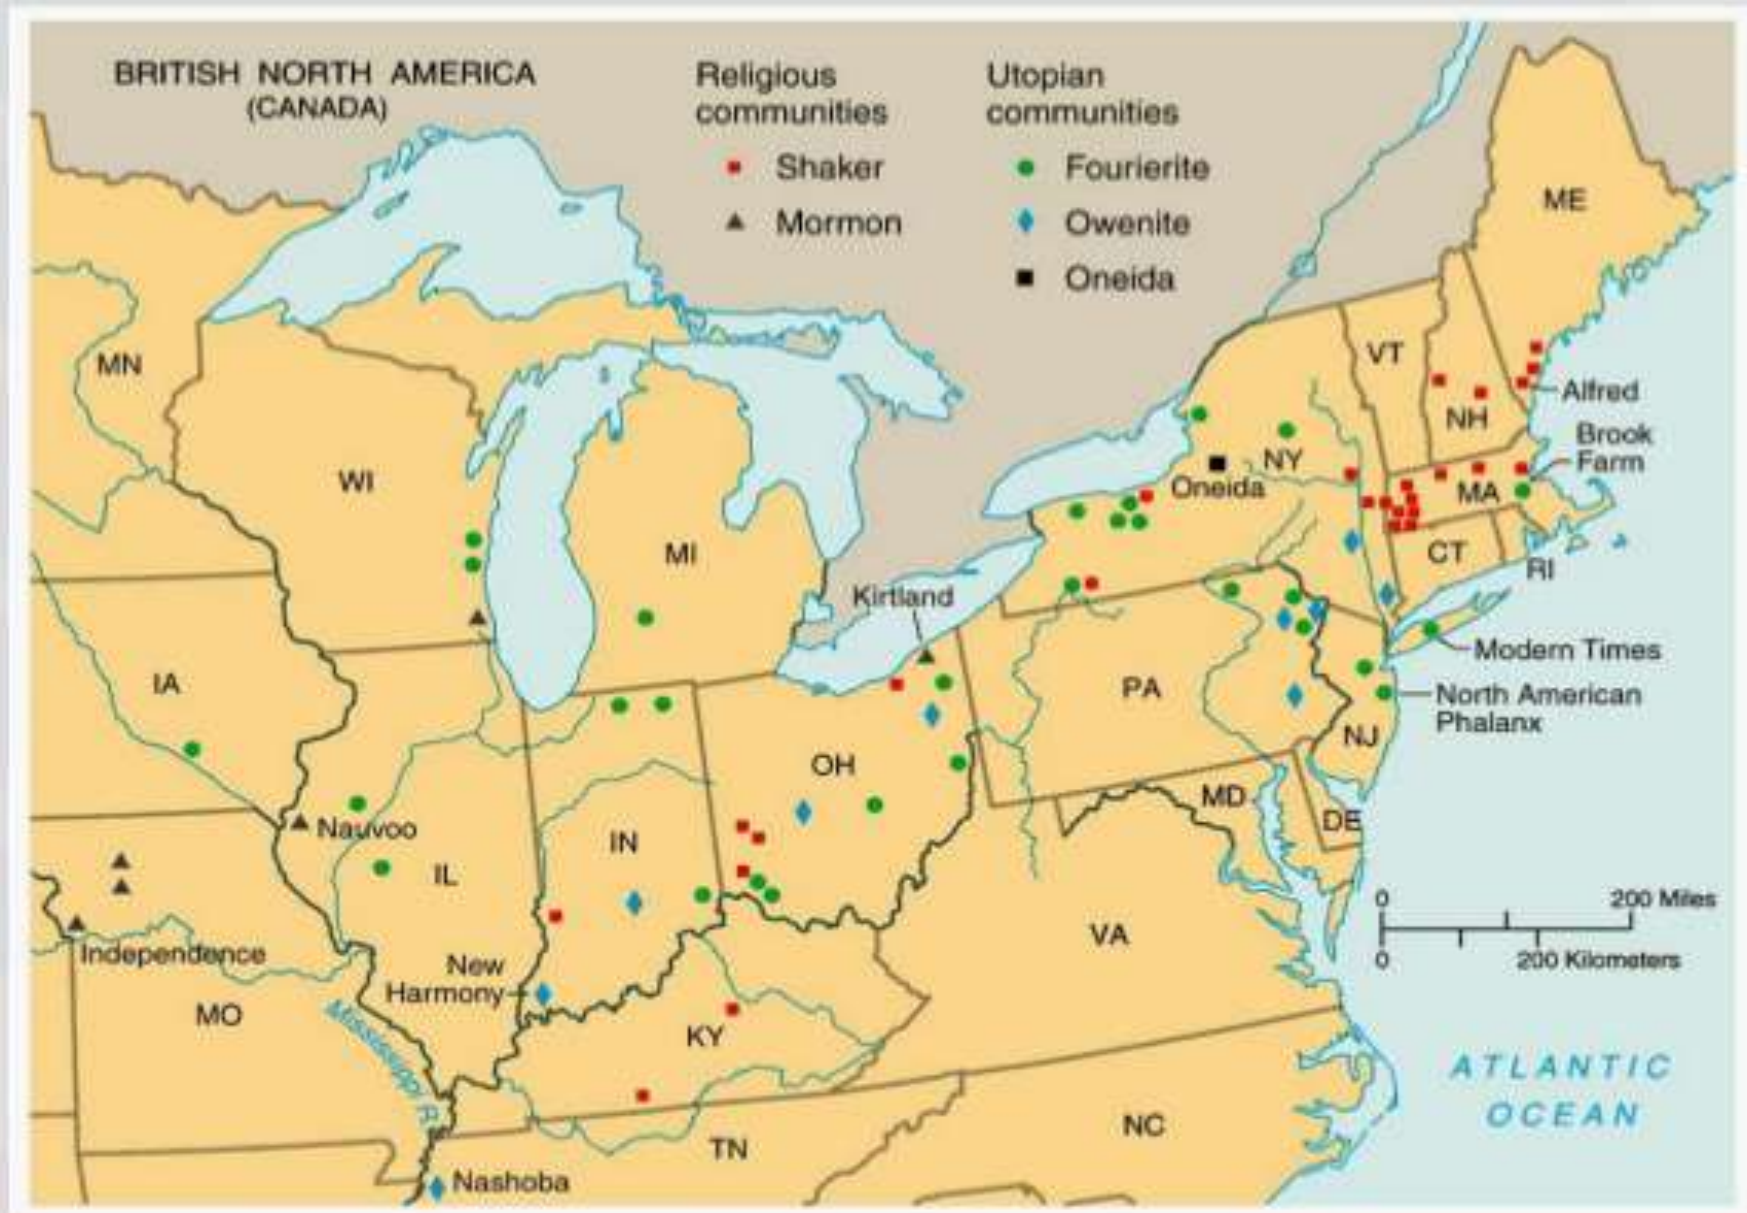 BRITISH NORTH AMERICA
(CANADA)
Religious
communities
Shaker
Mormon
Utopian
communities
Fourierite
Owenite
Oneida
ME
MN
VT
NH
Alfred
Brook
Farm
WI
NY
Oneida
MA
MI
CT
RI
Kirtland
Modern Times
IA
PA
North American
Phalanx
NJ
OH
MD
DE
Nauvoo
IN
IL
0
200 Miles
0
200 Kilometers
VA
Independence
New
Harmony
MO
Mississippi R.
KY
ATLANTIC
OCEAN
NC
TN
Nashoba